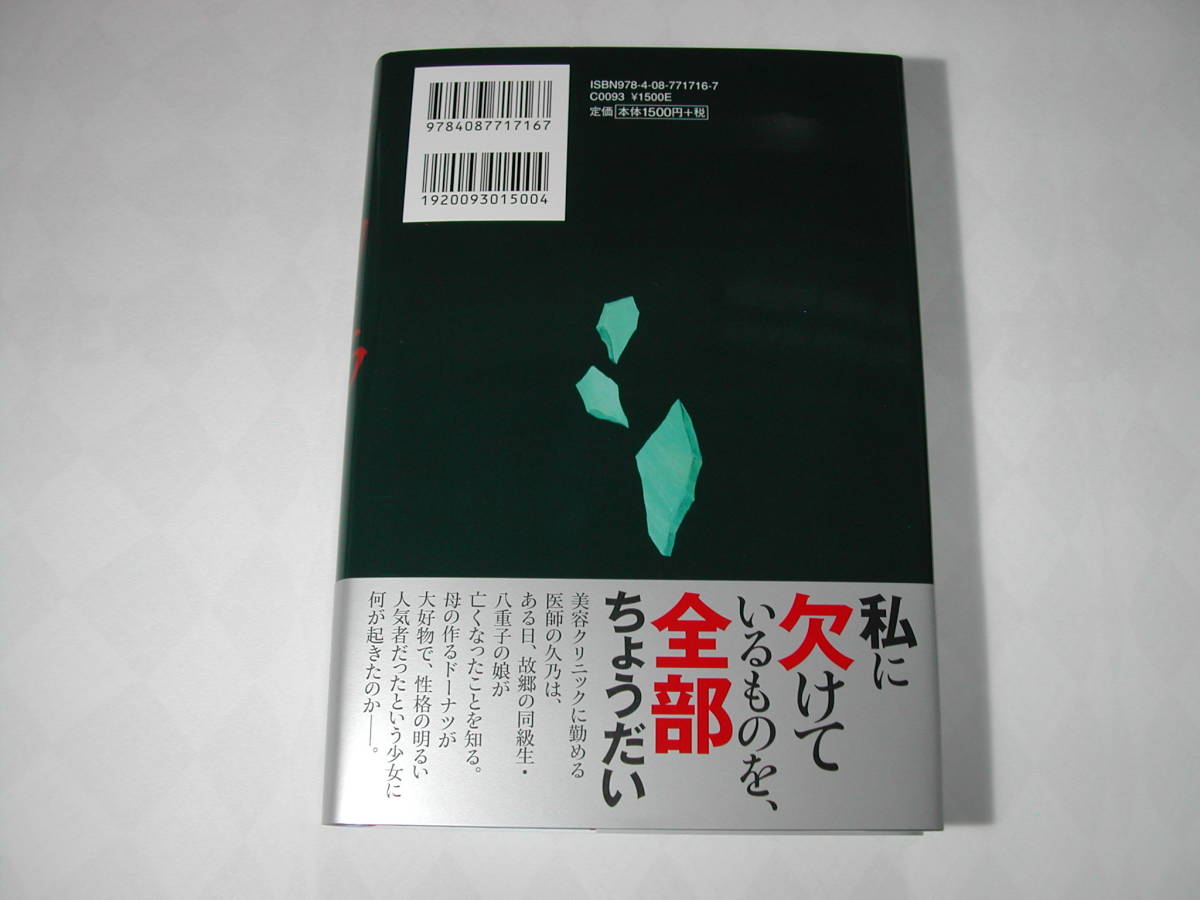 9784087717167
1920093015004
ISBN978-4-08-771716-7
C0093 ¥1500E
定価 本体1500円+税
私に
欠けて
いるものを、
全部
ちょうだい
美容クリニックに勤める
医師の久乃は、
ある日、故郷の同級生・
八重子の娘が
亡くなったことを知る。
母の作るドーナツが
大好物で、性格の明るい
人気者だったという少女に
何が起きたのか――。